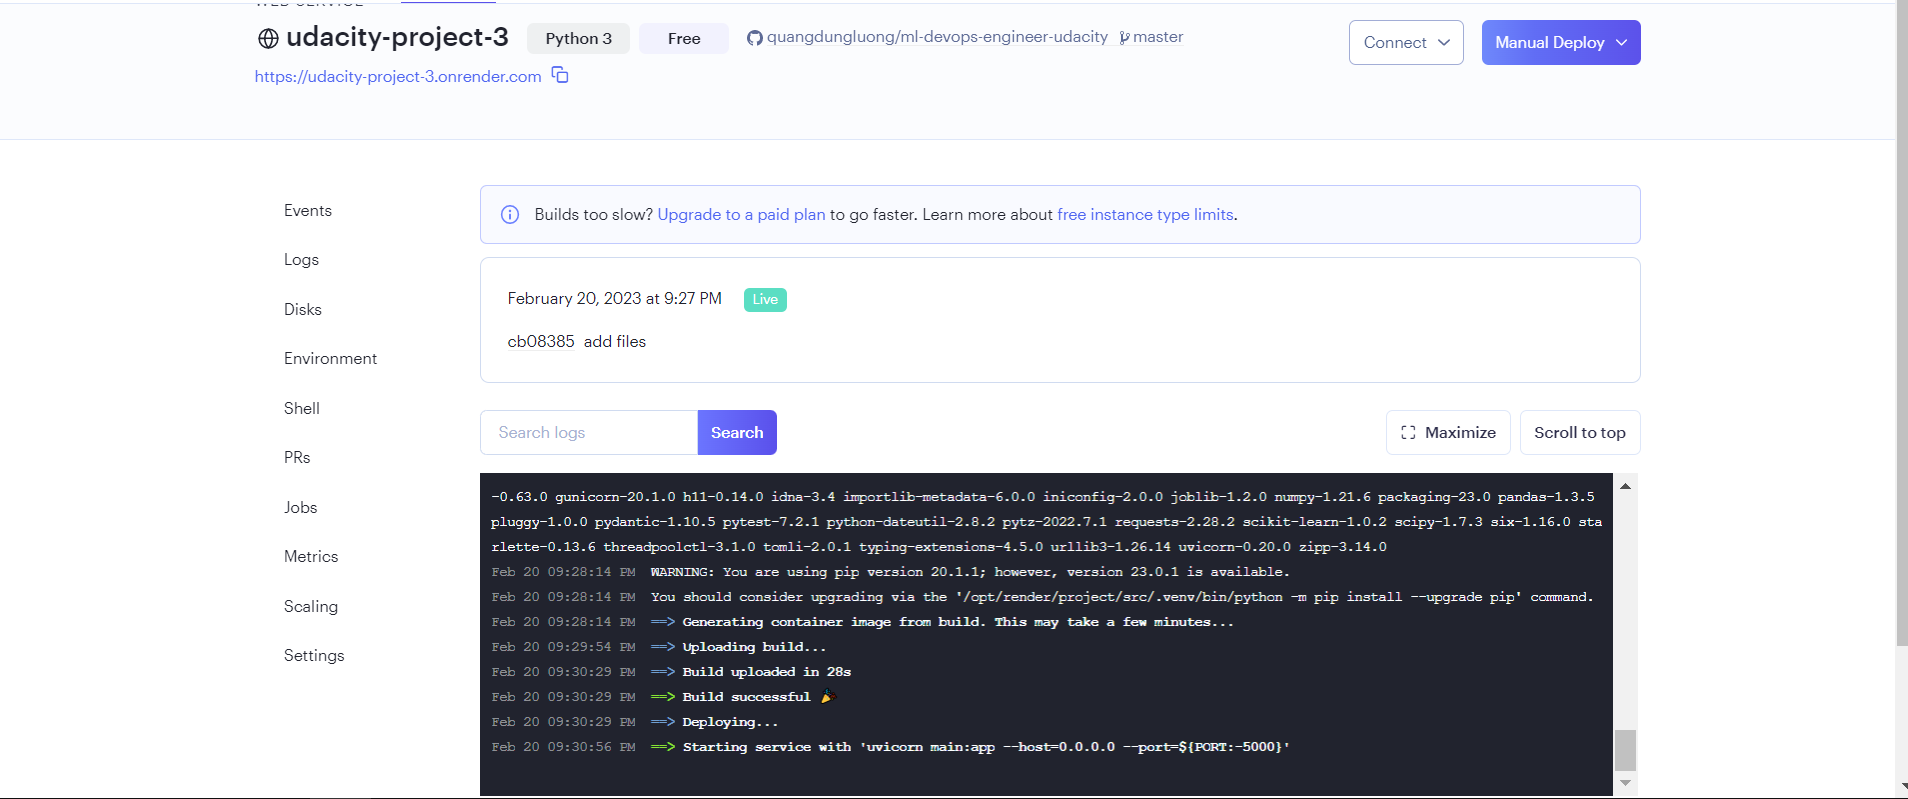 WEB SERVICE
udacity-project-3 Python 3 Free quangdungluong/ml-devops-engineer-udacity master Connect Manual Deploy
https://udacity-project-3.onrender.com
Events
Logs
Disks
Environment
Shell
PRs
Jobs
Metrics
Scaling
Settings
Builds too slow? Upgrade to a paid plan to go faster. Learn more about free instance type limits.
February 20, 2023 at 9:27 PM Live
cb08385 add files
Search logs Search Maximize Scroll to top
-0.63.0 gunicorn-20.1.0 h11-0.14.0 idna-3.4 importlib-metadata-6.0.0 iniconfig-2.0.0 joblib-1.2.0 numpy-1.21.6 packaging-23.0 pandas-1.3.5
pluggy-1.0.0 pydantic-1.10.5 pytest-7.2.1 python-dateutil-2.8.2 pytz-2022.7.1 requests-2.28.2 scikit-learn-1.0.2 scipy-1.7.3 six-1.16.0 sta
rlette-0.13.6 threadpoolctl-3.1.0 tomli-2.0.1 typing-extensions-4.5.0 urllib3-1.26.14 uvicorn-0.20.0 zipp-3.14.0
Feb 20 09:28:14 PM WARNING: You are using pip version 20.1.1; however, version 23.0.1 is available.
Feb 20 09:28:14 PM You should consider upgrading via the '/opt/render/project/src/.venv/bin/python -m pip install --upgrade pip' command.
Feb 20 09:28:14 PM ==> Generating container image from build. This may take a few minutes...
Feb 20 09:29:54 PM ==> Uploading build...
Feb 20 09:30:29 PM ==> Build uploaded in 28s
Feb 20 09:30:29 PM ==> Build successful 🎉
Feb 20 09:30:29 PM ==> Deploying...
Feb 20 09:30:56 PM ==> Starting service with 'uvicorn main:app --host=0.0.0.0 --port=${PORT:-5000}'